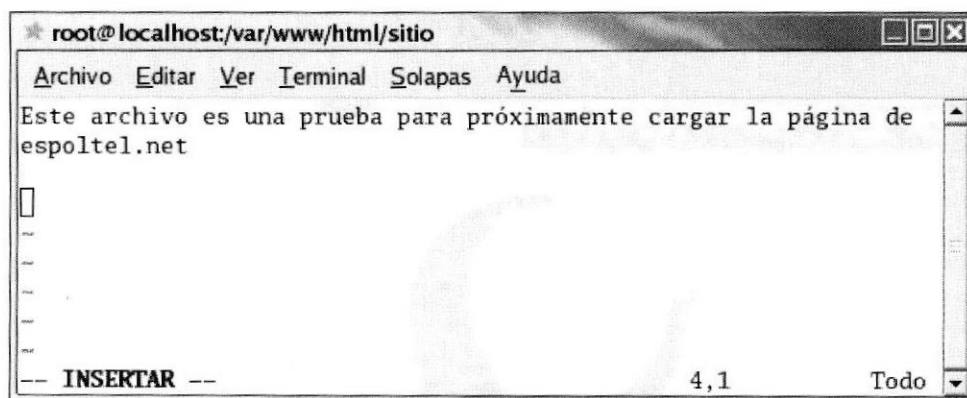 root@localhost:/var/www/html/sitio
Archivo Editar Ver Terminal Solapas Ayuda
Este archivo es una prueba para próximamente cargar la página de
espoltel.net
~
~
~
~
~
-- INSERTAR -- 4,1 Todo